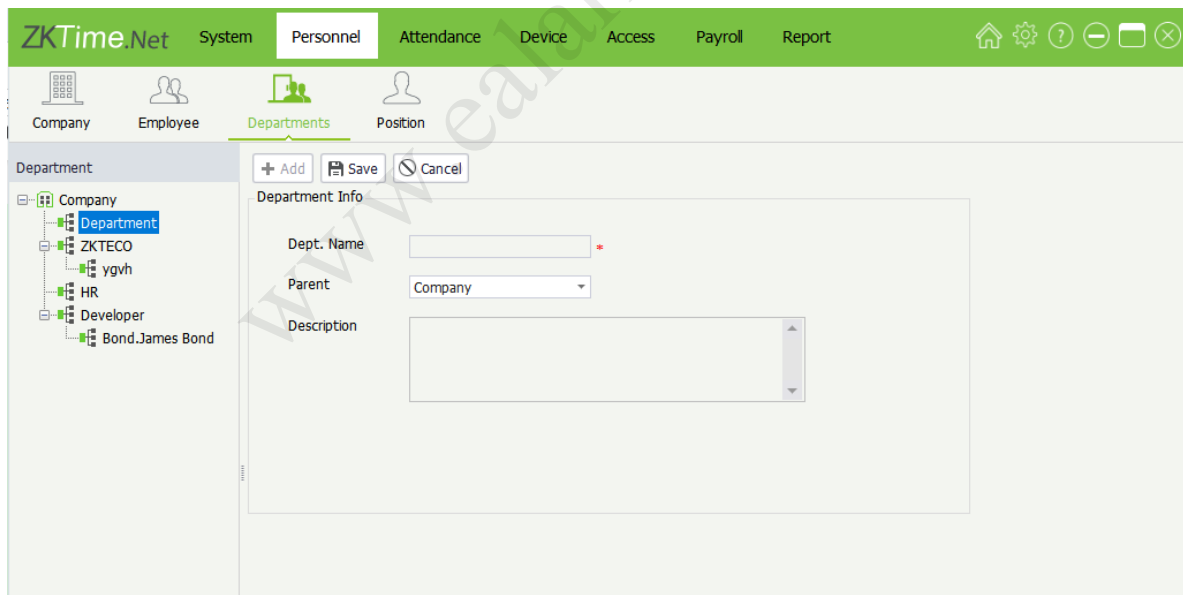 ZKTime.Net System Personnel Attendance Device Access Payroll Report
Company Employee Departments Position
Department
+ Add Save Cancel
Company
Department
ZKTECO
ygvh
HR
Developer
Bond.James Bond
Department Info
Dept. Name *
Parent Company
Description